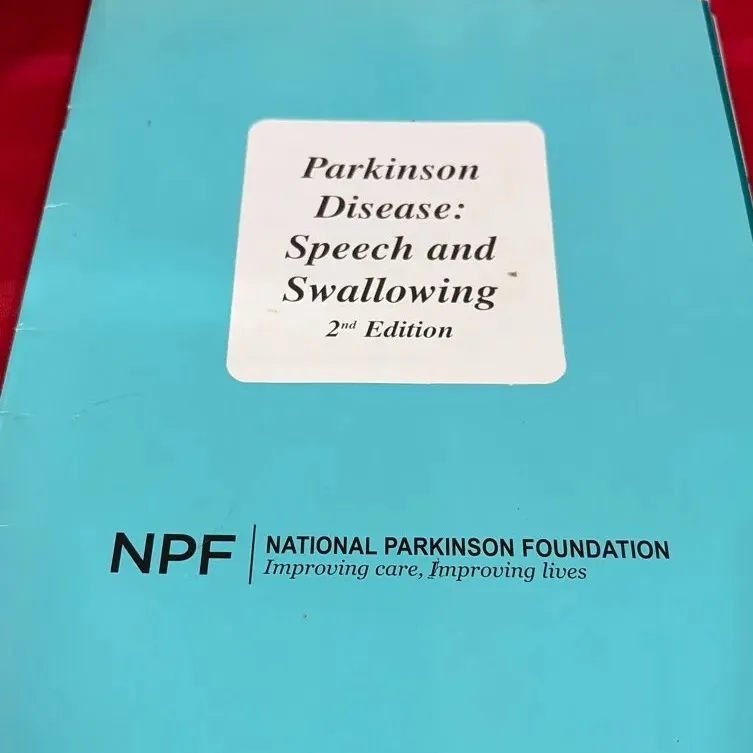 Parkinson
Disease:
Speech and
Swallowing
2nd Edition
NPF
NATIONAL PARKINSON FOUNDATION
Improving care, Improving lives